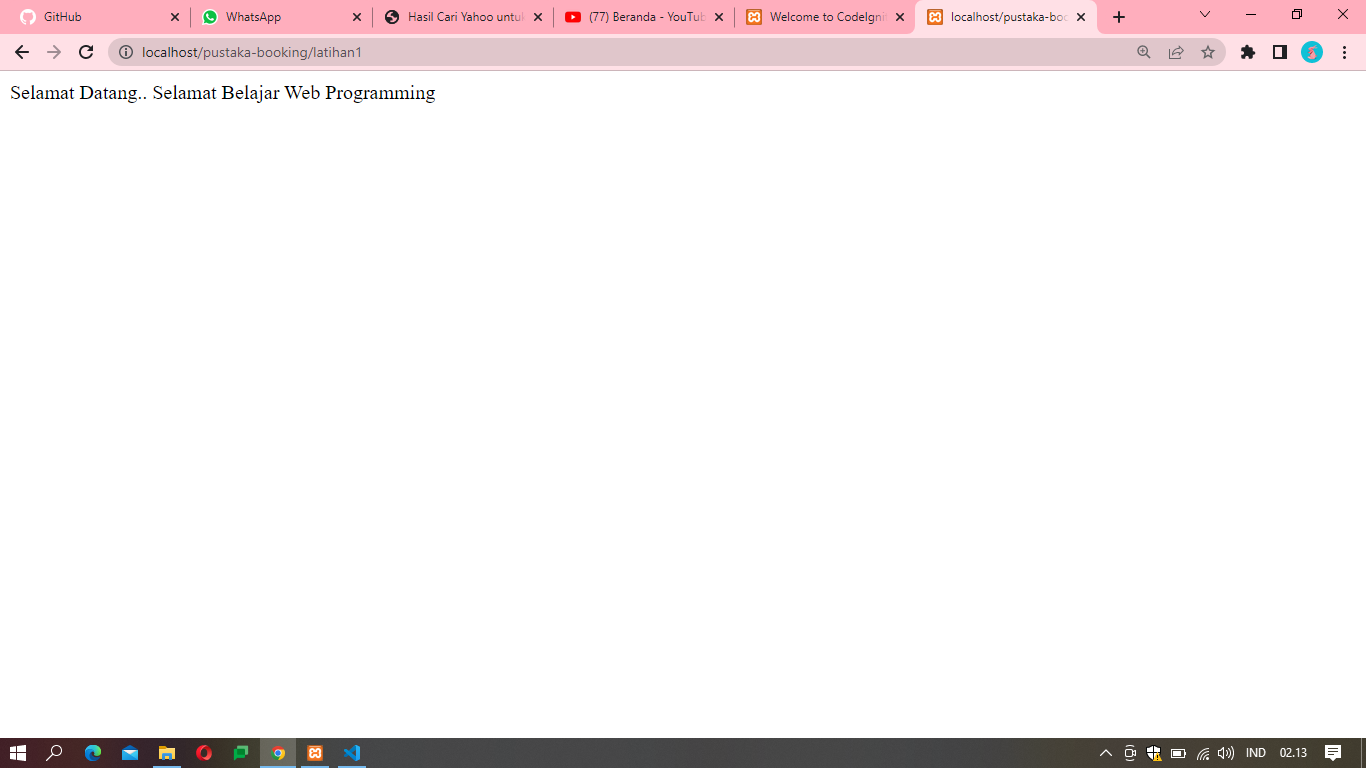 GitHub
WhatsApp
Hasil Cari Yahoo untuk
(77) Beranda - YouTub
Welcome to CodeIgni
localhost/pustaka-boo
localhost/pustaka-booking/latihan1
Selamat Datang.. Selamat Belajar Web Programming
IND
02.13